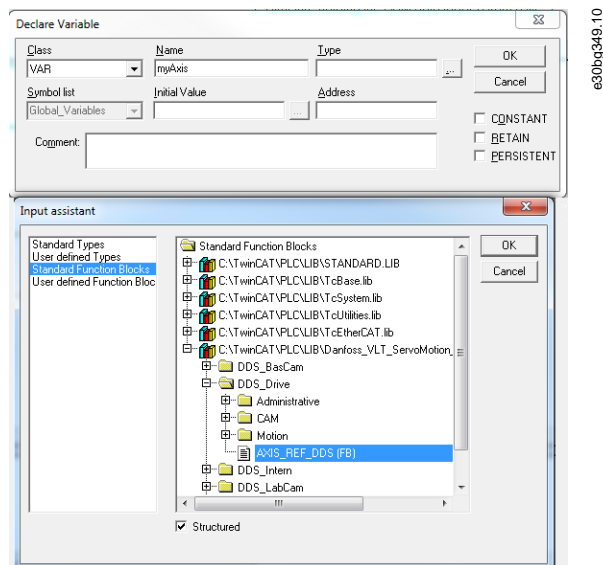 Declare Variable
Class
Name
Type
VAR
myAxis
...
OK
Cancel
Symbol list
Initial Value
Address
Global_Variables
...
CONSTANT
RETAIN
PERSISTENT
Comment:
e30bg349.10
Input assistant
Standard Types
User defined Types
Standard Function Blocks
User defined Function Bloc
Standard Function Blocks
C:\TwinCAT\PLC\LIB\STANDARD.LIB
C:\TwinCAT\PLC\LIB\TcBase.lib
C:\TwinCAT\PLC\LIB\TcSystem.lib
C:\TwinCAT\PLC\LIB\TcUtilities.lib
C:\TwinCAT\PLC\LIB\TcEtherCAT.lib
C:\TwinCAT\PLC\LIB\Danfoss_VLT_ServoMotion_
DDS_BasCam
DDS_Drive
Administrative
CAM
Motion
AXIS_REF_DDS (FB)
DDS_Intern
DDS_LabCam
OK
Cancel
Structured